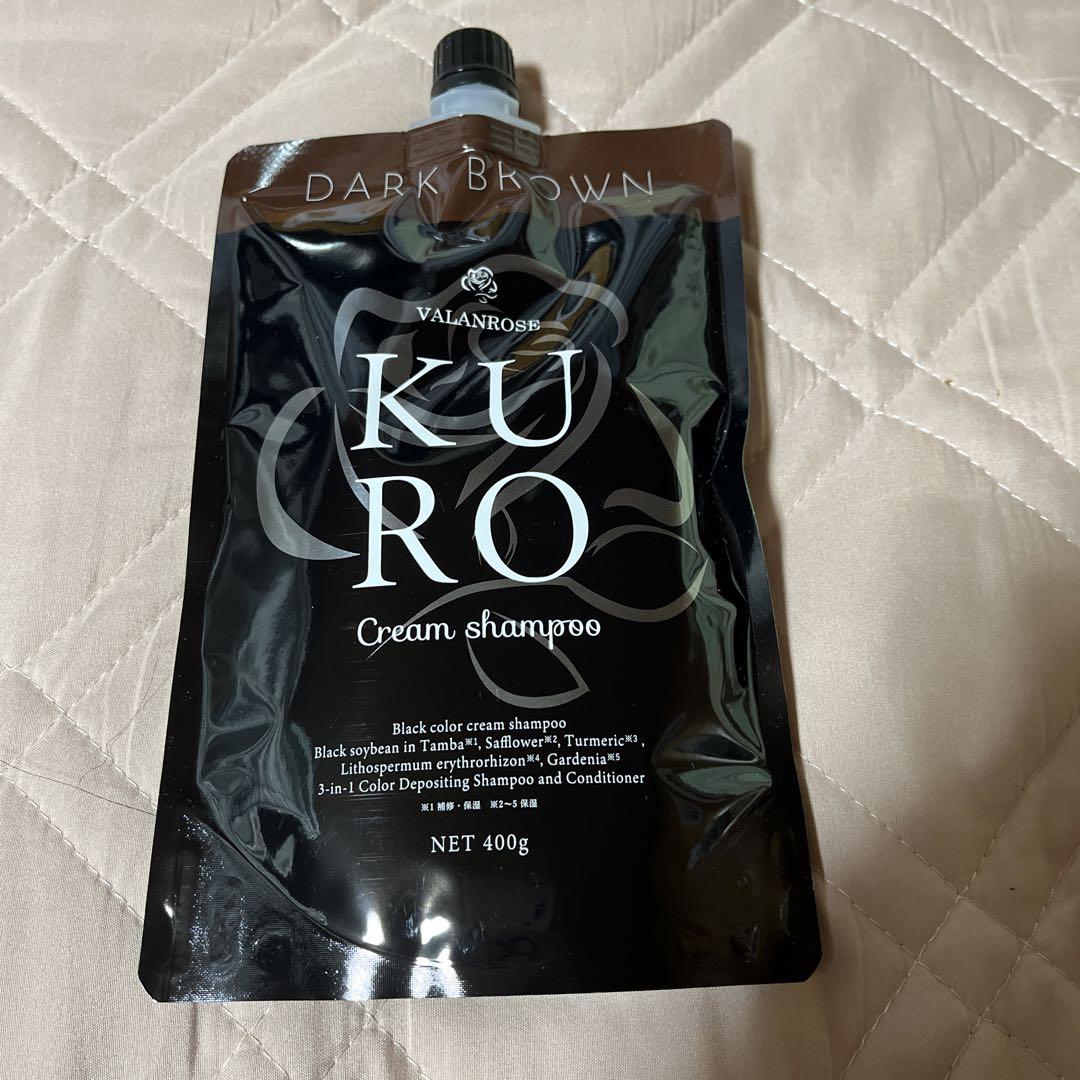 DARK BROWN
VALANROSE
KU
RO
Cream shampoo
Black color cream shampoo
Black soybean in Tamba※1, Safflower※2, Turmeric※3,
Lithospermum erythrorhizon※4, Gardenia※5
3-in-1 Color Depositing Shampoo and Conditioner
※1 補修・保湿 ※2~5 保湿
NET 400g